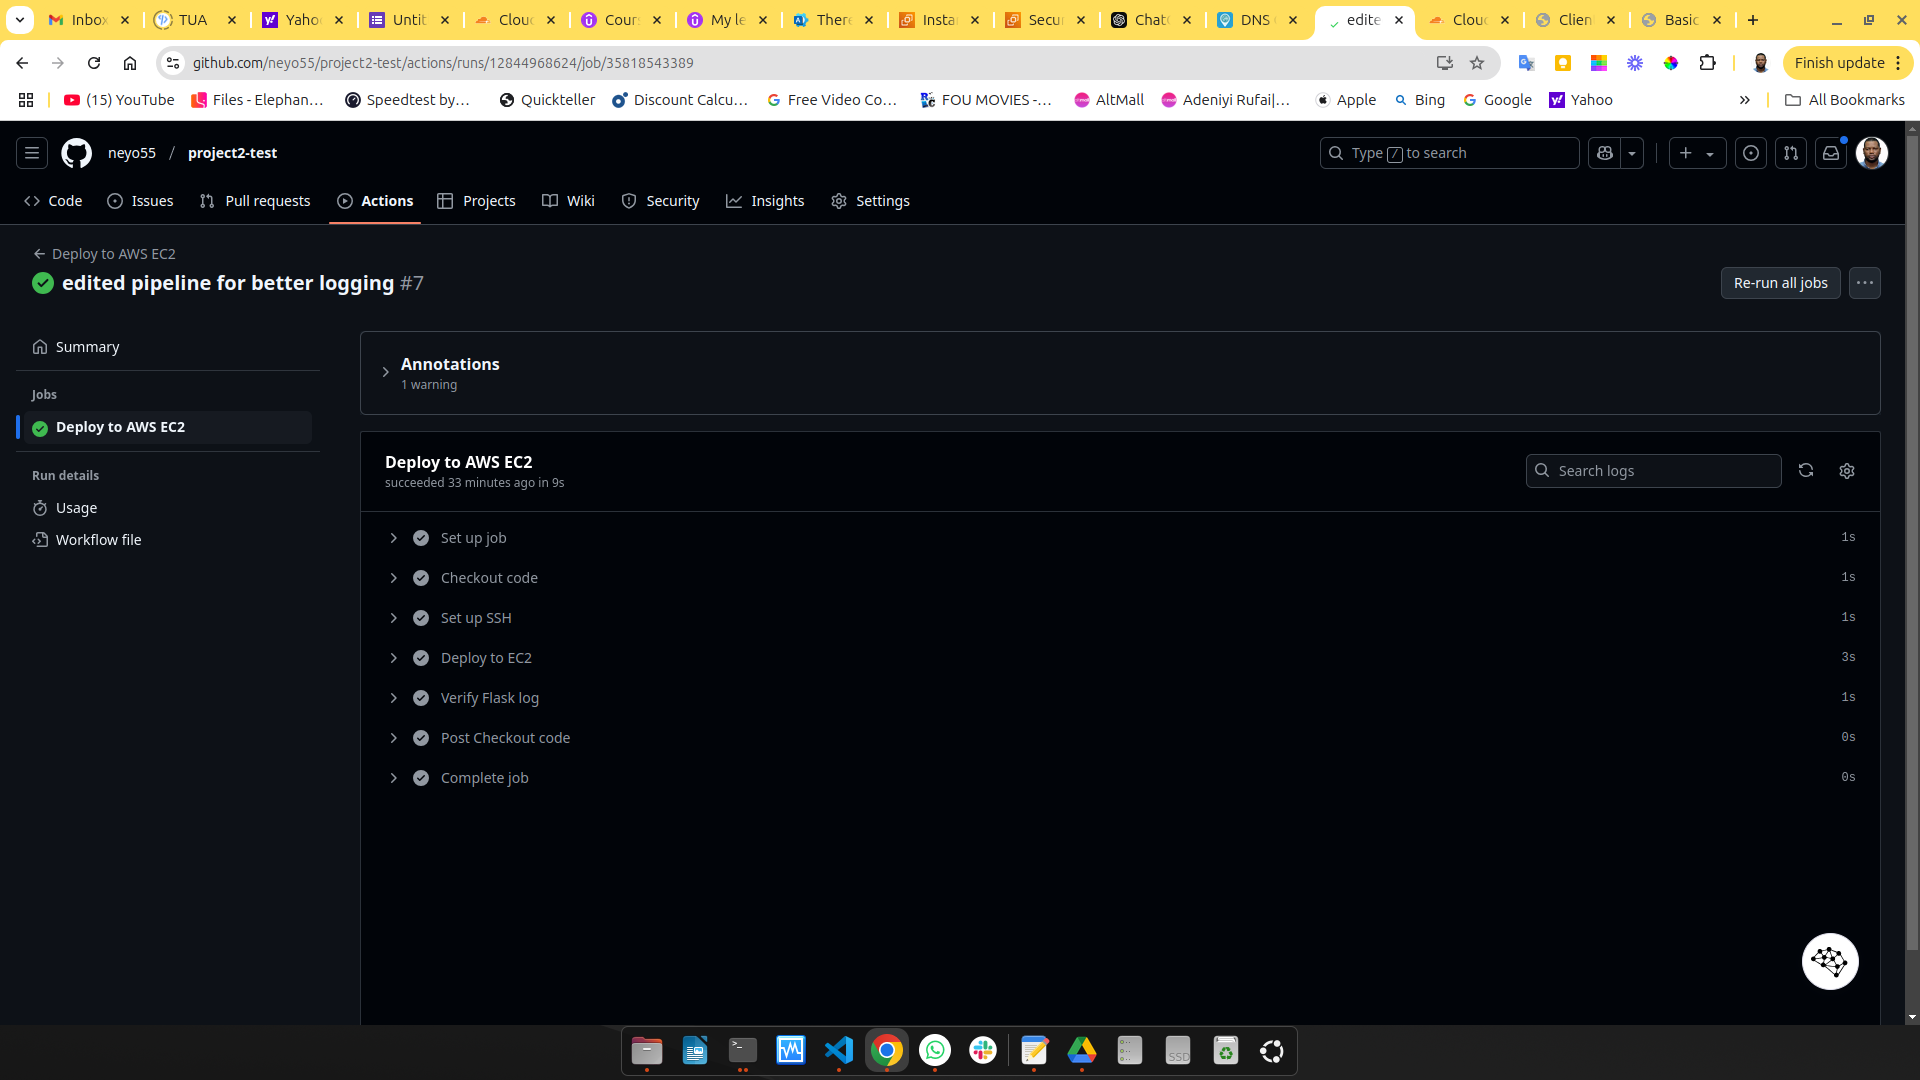 Inbox
TUA
Yaho
Untit
Clou
Cour
My le
There
Insta
Secur
Chat
DNS
edite
Clou
Clien
Basic
github.com/neyo55/project2-test/actions/runs/12844968624/job/35818543389
Finish update
(15) YouTube
Files - Elephan...
Speedtest by...
Quickteller
Discount Calcu...
Free Video Co...
FOU MOVIES -...
AltMall
Adeniyi Rufai|...
Apple
Bing
Google
Yahoo
All Bookmarks
neyo55 / project2-test
Type / to search
Code
Issues
Pull requests
Actions
Projects
Wiki
Security
Insights
Settings
Deploy to AWS EC2
edited pipeline for better logging #7
Re-run all jobs
Summary
Jobs
Deploy to AWS EC2
Run details
Usage
Workflow file
Annotations
1 warning
Deploy to AWS EC2
succeeded 33 minutes ago in 9s
Search logs
Set up job 1s
Checkout code 1s
Set up SSH 1s
Deploy to EC2 3s
Verify Flask log 1s
Post Checkout code 0s
Complete job 0s
SSD